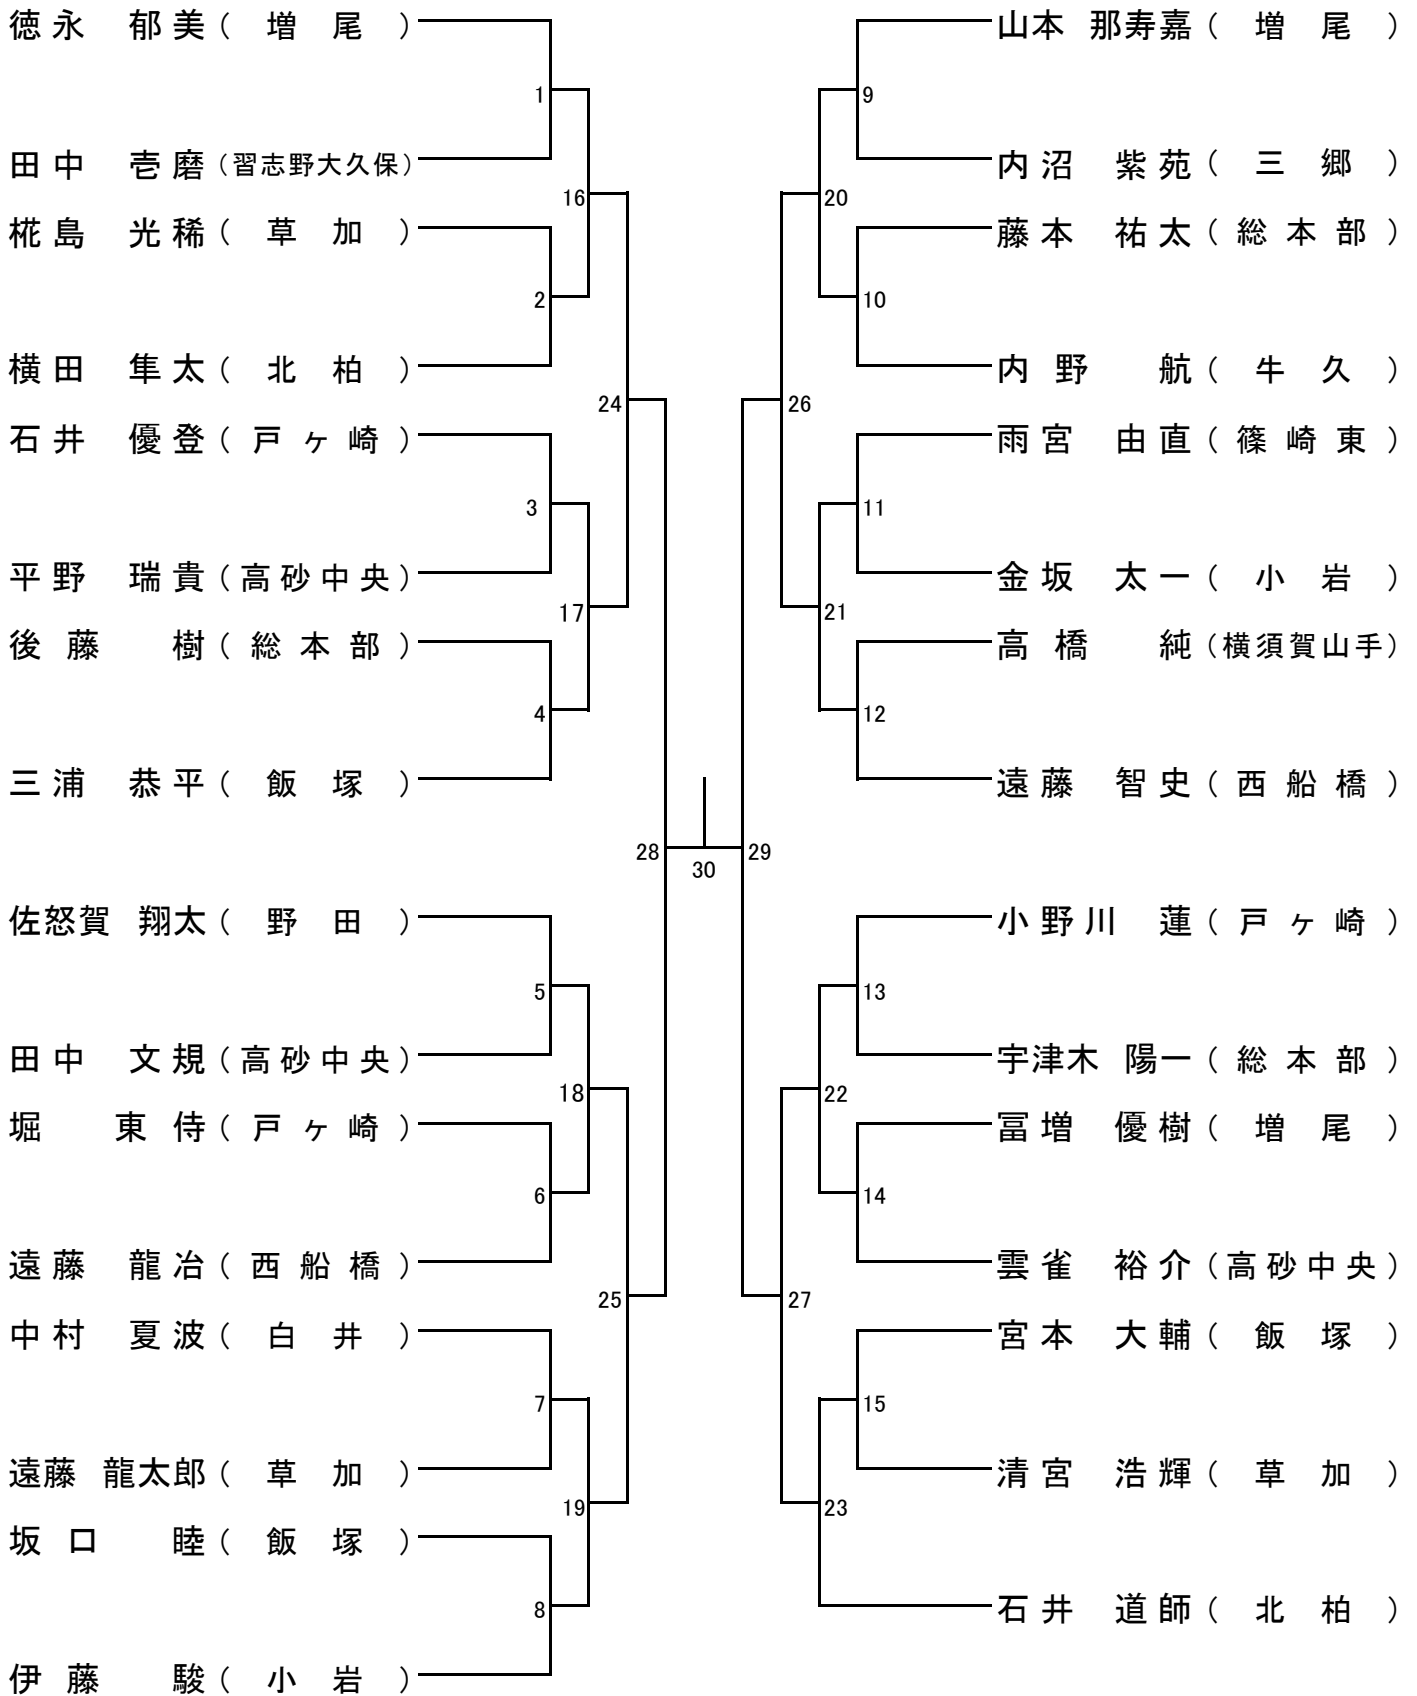 徳永 郁美（増尾）
1
田中 壱磨（習志野大久保）
16
椛島 光稀（草加）
2
横田 隼太（北柏）
24
石井 優登（戸ヶ崎）
3
平野 瑞貴（高砂中央）
17
後藤 樹（総本部）
4
三浦 恭平（飯塚）
28
佐怒賀 翔太（野田）
5
田中 文規（高砂中央）
18
堀 東侍（戸ヶ崎）
6
遠藤 龍冶（西船橋）
25
中村 夏波（白井）
7
遠藤 龍太郎（草加）
19
坂口 睦（飯塚）
8
伊藤 駿（小岩）
30
山本 那寿嘉（増尾）
9
内沼 紫苑（三郷）
20
藤本 祐太（総本部）
10
内野 航（牛久）
26
雨宮 由直（篠崎東）
11
金坂 太一（小岩）
21
高橋 純（横須賀山手）
12
遠藤 智史（西船橋）
29
小野川 蓮（戸ヶ崎）
13
宇津木 陽一（総本部）
22
冨増 優樹（増尾）
14
雲雀 裕介（高砂中央）
27
宮本 大輔（飯塚）
15
清宮 浩輝（草加）
23
石井 道師（北柏）